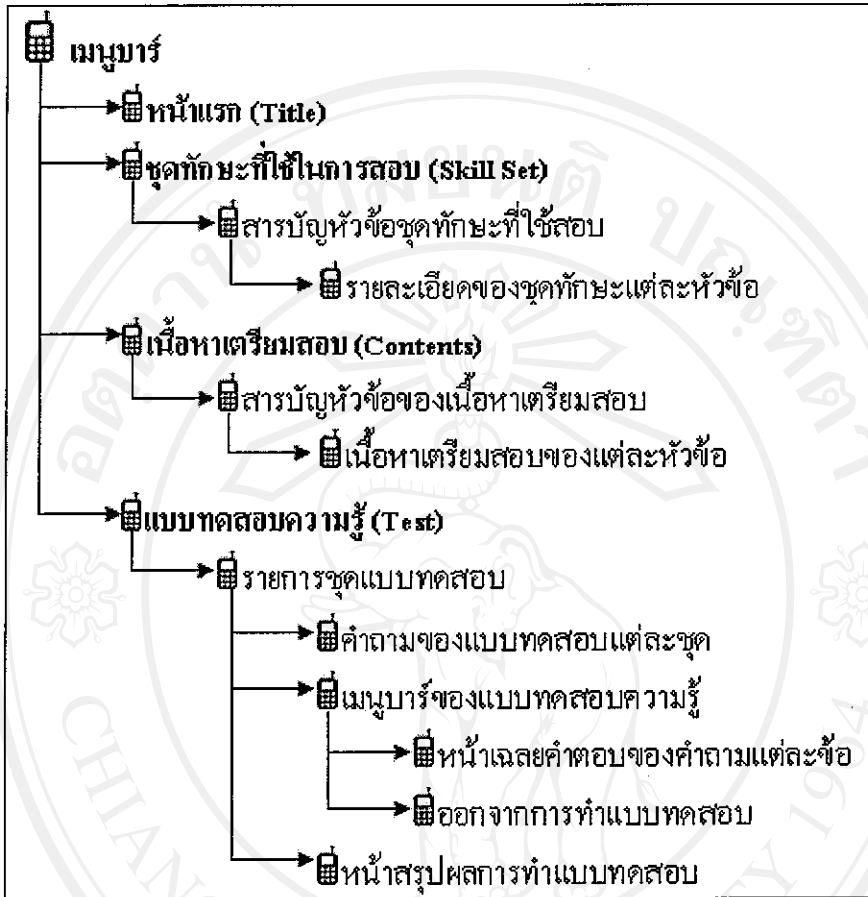 เมนูบาร์
หน้าแรก (Title)
ชุดทักษะที่ใช้ในการสอบ (Skill Set)
สารบัญหัวข้อชุดทักษะที่ใช้สอบ
รายละเอียดของชุดทักษะแต่ละหัวข้อ
เนื้อหาเตรียมสอบ (Contents)
สารบัญหัวข้อของเนื้อหาเตรียมสอบ
เนื้อหาเตรียมสอบของแต่ละหัวข้อ
แบบทดสอบความรู้ (Test)
รายการชุดแบบทดสอบ
คำถามของแบบทดสอบแต่ละชุด
เมนูบาร์ของแบบทดสอบความรู้
หน้าเฉลยคำตอบของคำถามแต่ละข้อ
ออกจากการทำแบบทดสอบ
หน้าสรุปผลการทำแบบทดสอบ